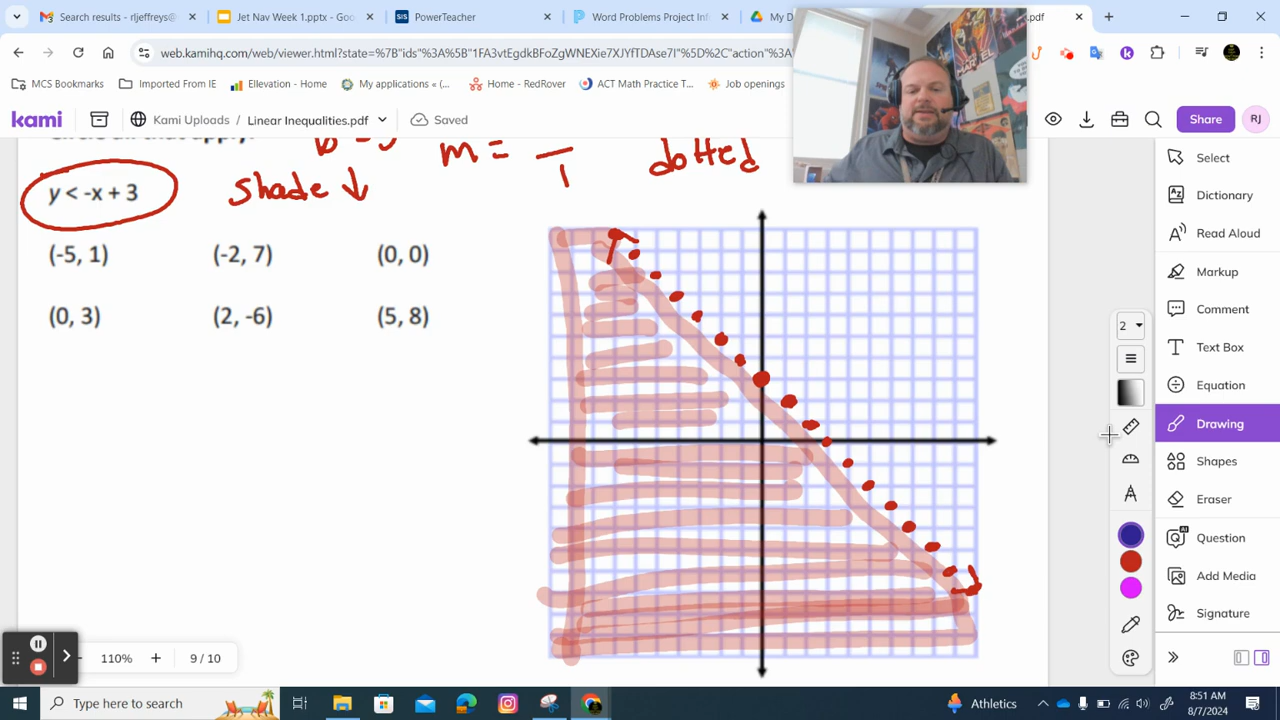 Search results - rljeffreys@
Jet Nav Week 1.pptx - Goo
PowerTeacher
Word Problems Project Inf
My D
.pdf
web.kamihq.com/web/viewer.html?state=%7B"ids"%3A%5B"1FA3vtEgdkBFoZgWNEXie7XJYfTDAse7I"%5D%2C"action"%3A
MCS Bookmarks
Imported From IE
Ellevation - Home
My applications «(...
Home - RedRover
ACT Math Practice T...
Job openings
kami
Kami Uploads / Linear Inequalities.pdf
Saved
Share
RJ
m = — 1
dotted
y < -x + 3
shade ↓
(-5, 1) (-2, 7) (0, 0)
(0, 3) (2, -6) (5, 8)
Select
Dictionary
Read Aloud
Markup
Comment
Text Box
Equation
Drawing
Shapes
Eraser
Question
AI
Add Media
Signature
2
110%
9 / 10
Type here to search
Athletics
8:51 AM
8/7/2024